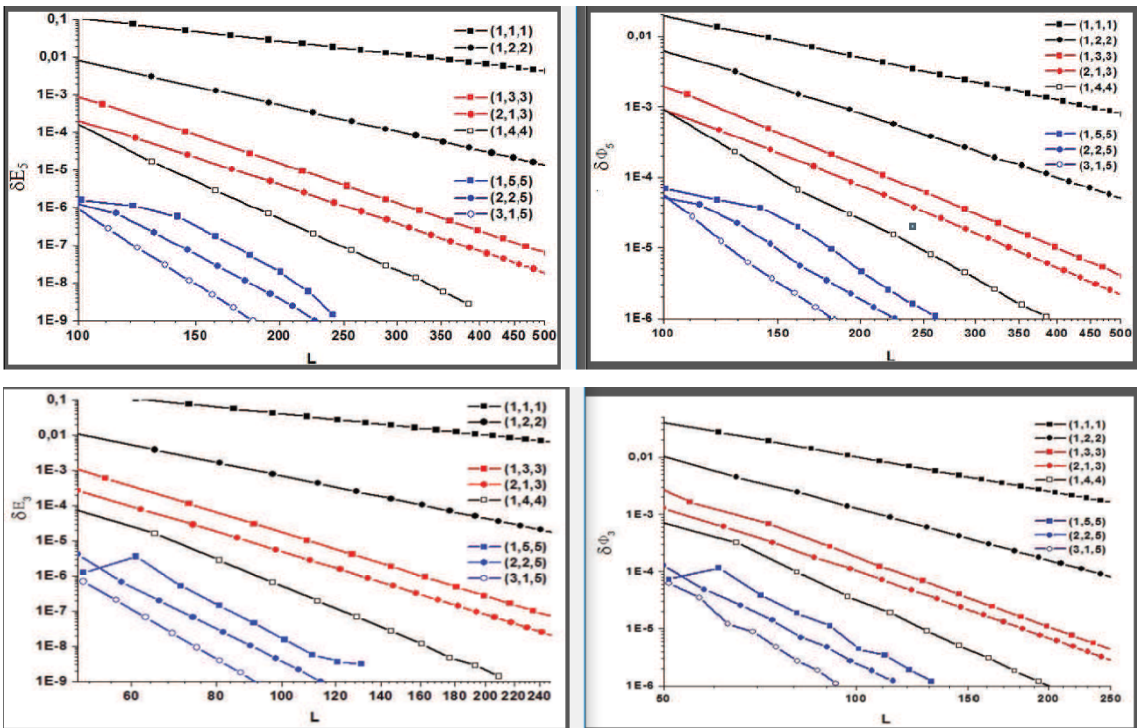 0,1
0,01
1E-3
1E-4
1E-5
1E-6
1E-7
1E-8
1E-9
δE5
(1,1,1)
(1,2,2)
(1,3,3)
(2,1,3)
(1,4,4)
(1,5,5)
(2,2,5)
(3,1,5)
100 150 200 250 300 350 400 450 500
L
0,01
1E-3
1E-4
1E-5
1E-6
δΦ5
(1,1,1)
(1,2,2)
(1,3,3)
(2,1,3)
(1,4,4)
(1,5,5)
(2,2,5)
(3,1,5)
100 150 200 250 300 350 400 450 500
L
0,1
0,01
1E-3
1E-4
1E-5
1E-6
1E-7
1E-8
1E-9
δE3
(1,1,1)
(1,2,2)
(1,3,3)
(2,1,3)
(1,4,4)
(1,5,5)
(2,2,5)
(3,1,5)
60 80 100 120 140 160 180 200 220 240
L
0,01
1E-3
1E-4
1E-5
1E-6
δΦ3
(1,1,1)
(1,2,2)
(1,3,3)
(2,1,3)
(1,4,4)
(1,5,5)
(2,2,5)
(3,1,5)
50 100 150 200 250
L